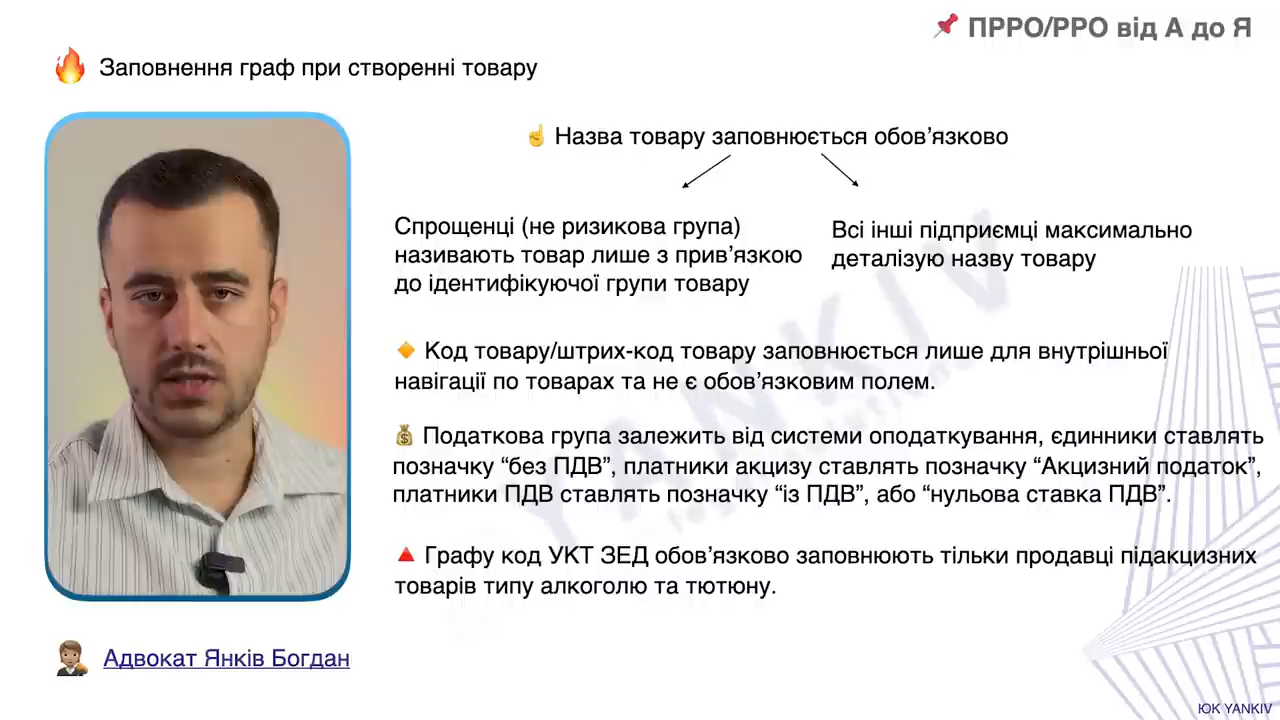 ПРРО/РРО від А до Я
Заповнення граф при створенні товару
Назва товару заповнюється обов’язково
Спрощенці (не ризикова група)
називають товар лише з прив’язкою
до ідентифікуючої групи товару
Всі інші підприємці максимально
деталізую назву товару
Код товару/штрих-код товару заповнюється лише для внутрішньої
навігації по товарах та не є обов’язковим полем.
Податкова група залежить від системи оподаткування, єдинники ставлять
позначку “без ПДВ”, платники акцизу ставлять позначку “Акцизний податок”,
платники ПДВ ставлять позначку “із ПДВ”, або “нульова ставка ПДВ”.
Графу код УКТ ЗЕД обов’язково заповнюють тільки продавці підакцизних
товарів типу алкоголю та тютюну.
Адвокат Янків Богдан
ЮК YANKIV
YANKIV